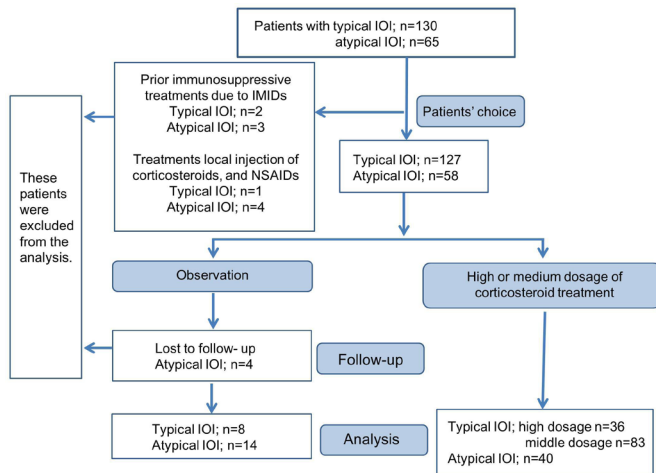 Patients with typical IOI; n=130
atypical IOI; n=65
Prior immunosuppressive
treatments due to IMIDs
Typical IOI; n=2
Atypical IOI; n=3
Treatments local injection of
corticosteroids, and NSAIDs
Typical IOI; n=1
Atypical IOI; n=4
Patients' choice
These
patients
were
excluded
from the
analysis.
Typical IOI; n=127
Atypical IOI; n=58
Observation
High or medium dosage of
corticosteroid treatment
Lost to follow- up
Atypical IOI; n=4
Follow-up
Typical IOI; n=8
Atypical IOI; n=14
Analysis
Typical IOI; high dosage n=36
middle dosage n=83
Atypical IOI; n=40